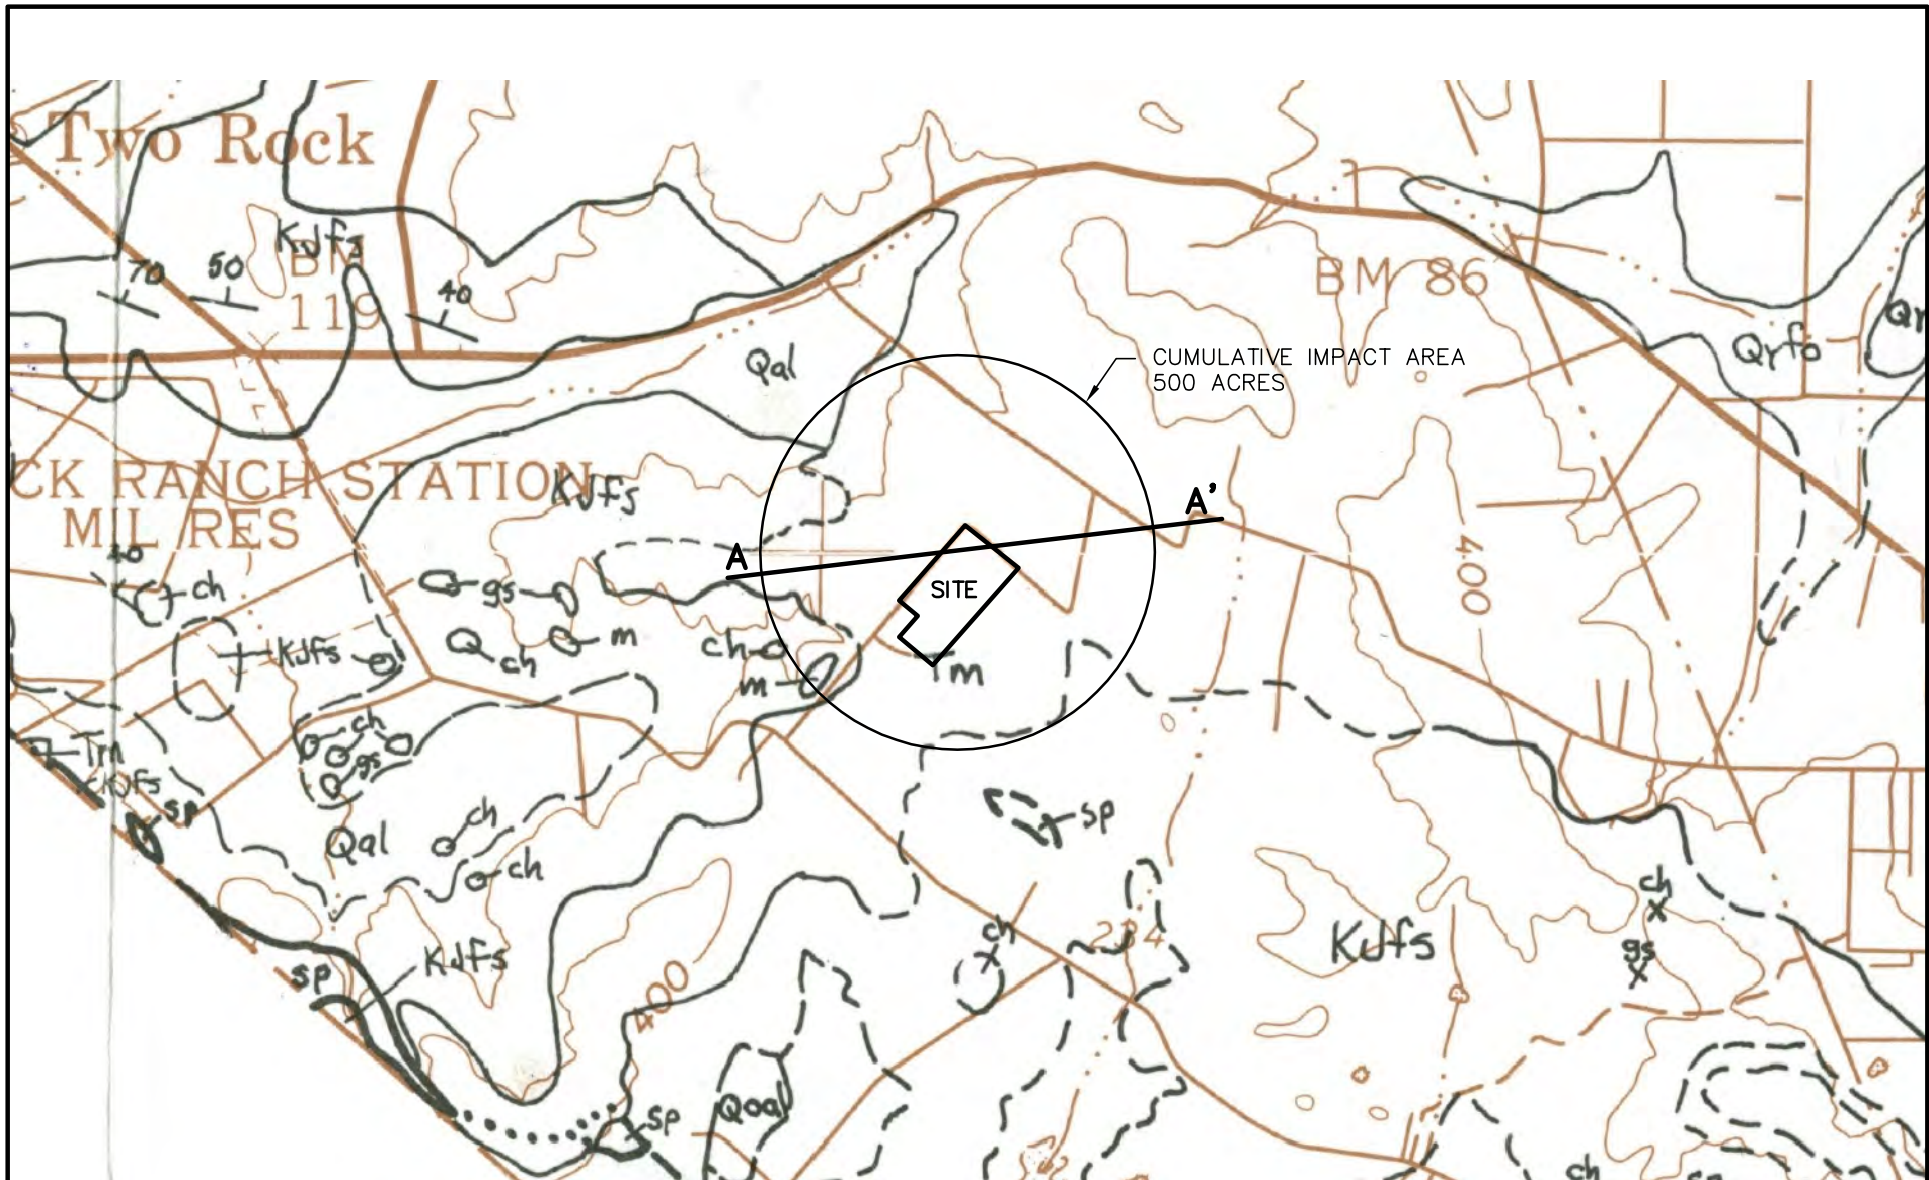 Two Rock
KJfs
BM
119
70
50
40
BM 86
Qrfo
Qal
CUMULATIVE IMPACT AREA
500 ACRES
CK RANCH STATION
MIL RES
KJfs
A
A'
SITE
400
40
ch
gs
m
Q
ch
KJfs
ch
m
Tm
ch
gs
Tm
KJfs
sp
Qal
ch
ch
sp
KJfs
sp
400
ch
234
KJfs
ch
gs
Qoal
sp
ch